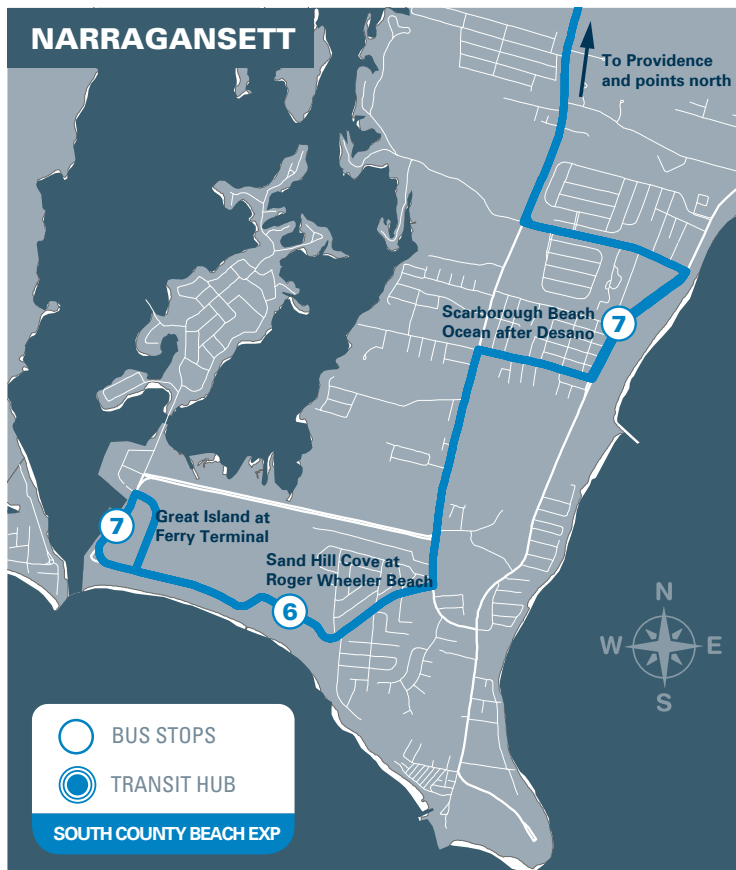 NARRAGANSETT
To Providence
and points north
Scarborough Beach
Ocean after Desano
7
7
Great Island at
Ferry Terminal
Sand Hill Cove at
Roger Wheeler Beach
6
N
W
E
S
BUS STOPS
TRANSIT HUB
SOUTH COUNTY BEACH EXP